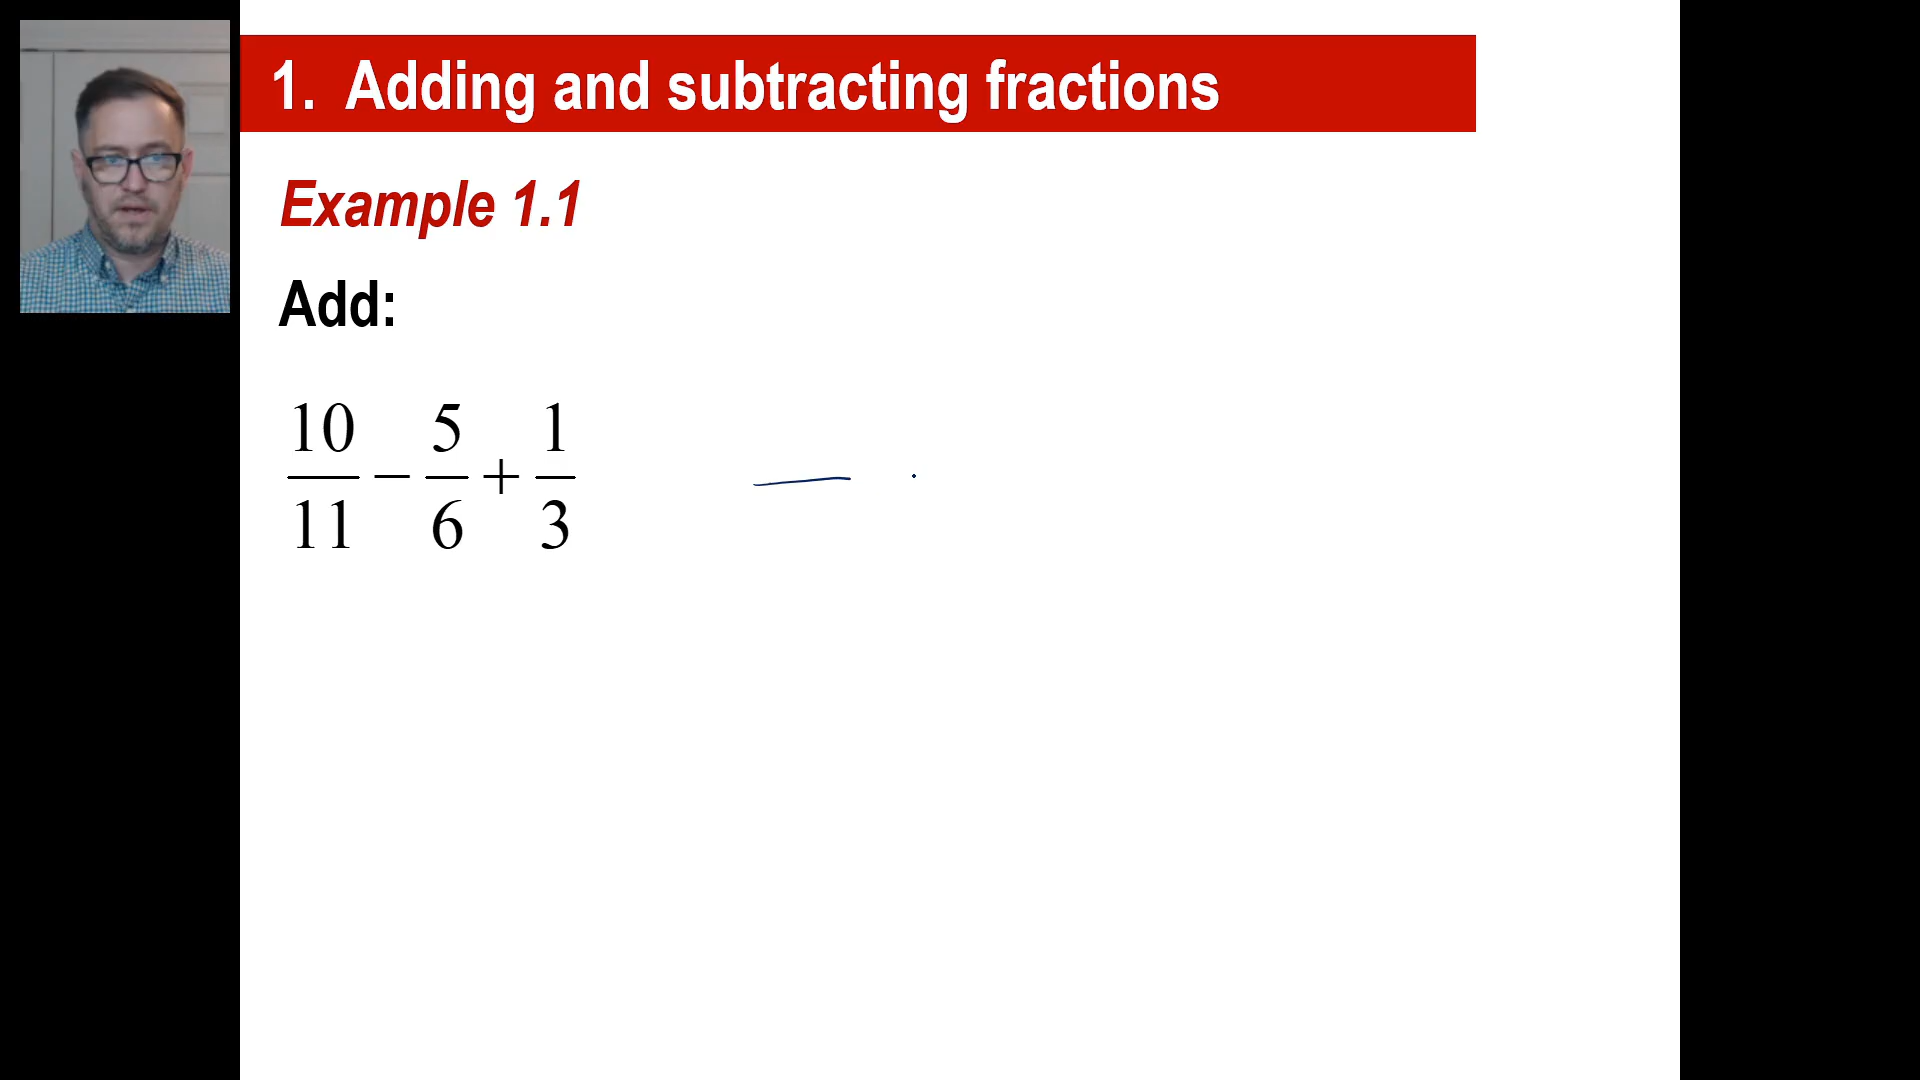 1. Adding and subtracting fractions
Example 1.1
Add:
10/11 − 5/6 + 1/3